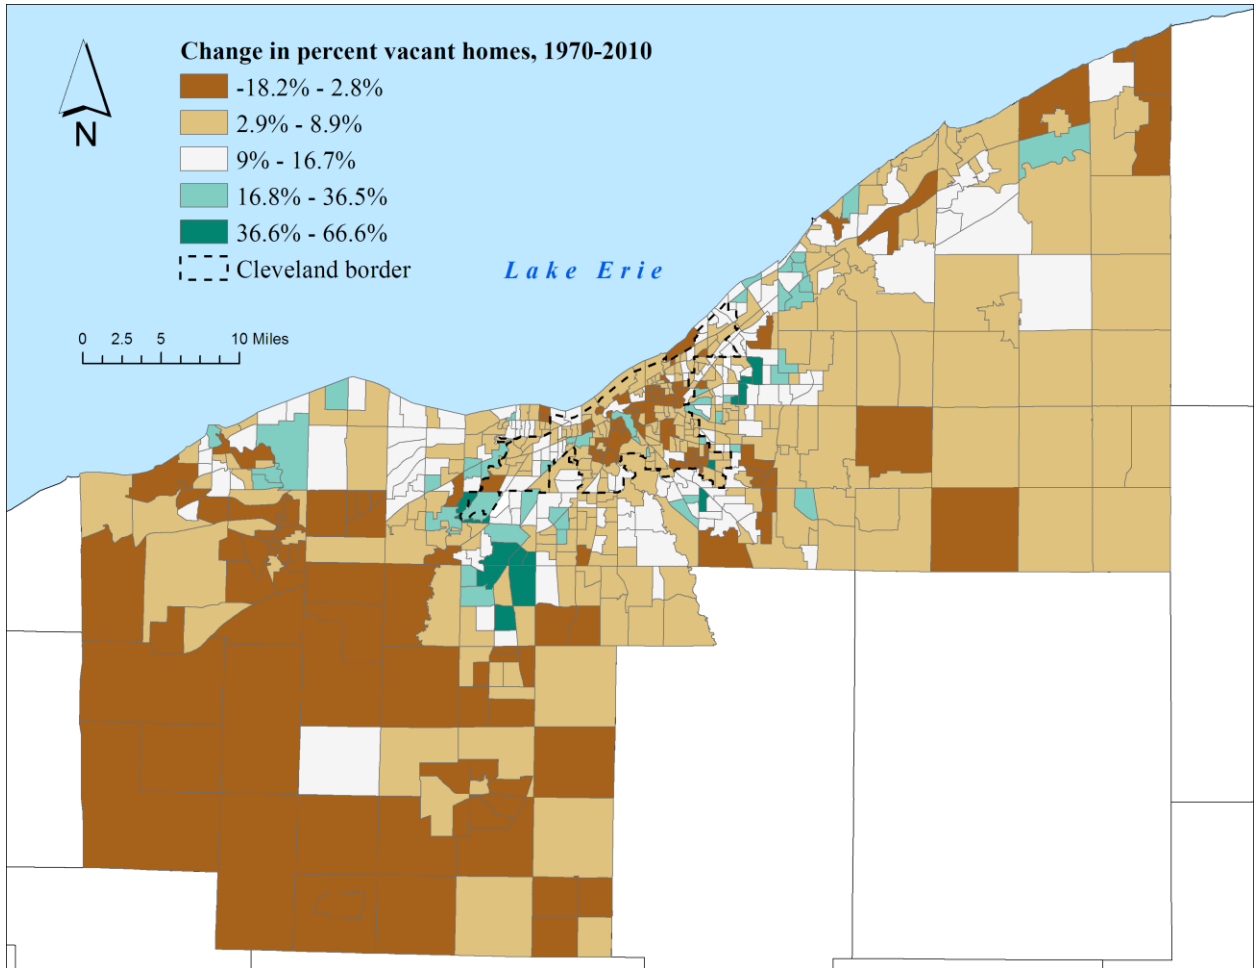 Change in percent vacant homes, 1970-2010
-18.2% - 2.8%
2.9% - 8.9%
9% - 16.7%
16.8% - 36.5%
36.6% - 66.6%
Cleveland border
N
Lake Erie
0 2.5 5 10 Miles